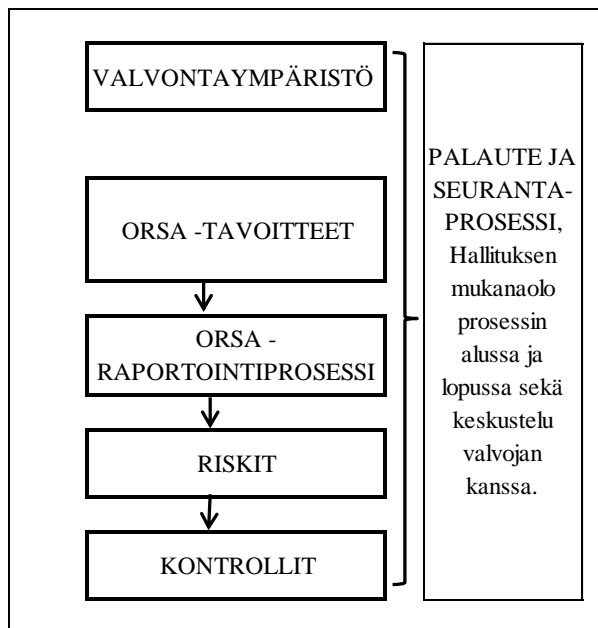 VALVONTAYMPÄRISTÖ
ORSA -TAVOITTEET
ORSA -
RAPORTOINTIPROSESSI
RISKIT
KONTROLLIT
PALAUTE JA
SEURANTA-
PROSESSI,
Hallituksen
mukanaolo
prosessin
alussa ja
lopussa sekä
keskustelu
valvojan
kanssa.